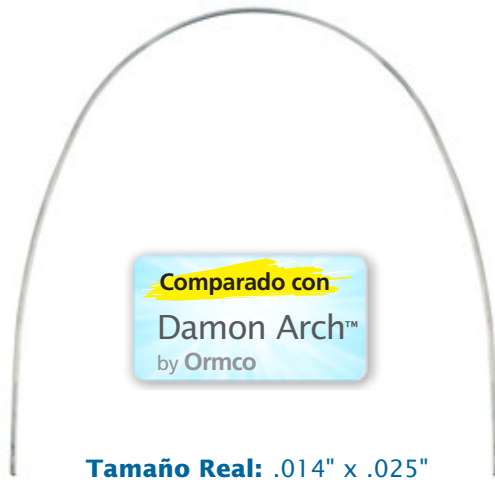 Comparado con
Damon Arch™
by Ormco
Tamaño Real: .014" x .025"